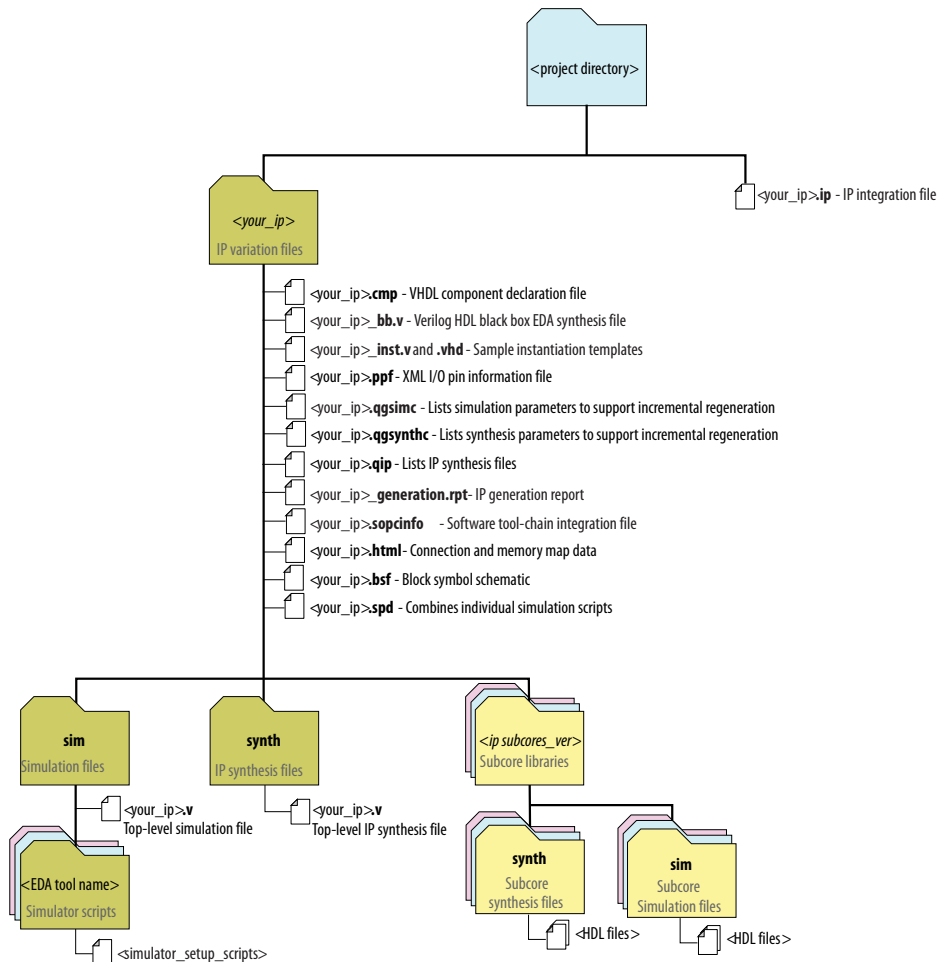 <project directory>
<your_ip>.ip - IP integration file
<your_ip>
IP variation files
<your_ip>.cmp - VHDL component declaration file
<your_ip>_bb.v - Verilog HDL black box EDA synthesis file
<your_ip>_inst.v and .vhd - Sample instantiation templates
<your_ip>.ppf - XML I/O pin information file
<your_ip>.qgsimc - Lists simulation parameters to support incremental regeneration
<your_ip>.qgsynthc - Lists synthesis parameters to support incremental regeneration
<your_ip>.qip - Lists IP synthesis files
<your_ip>_generation.rpt- IP generation report
<your_ip>.sopcinfo - Software tool-chain integration file
<your_ip>.html- Connection and memory map data
<your_ip>.bsf - Block symbol schematic
<your_ip>.spd - Combines individual simulation scripts
sim
Simulation files
<your_ip>.v
Top-level simulation file
<EDA tool name>
Simulator scripts
<simulator_setup_scripts>
synth
IP synthesis files
<your_ip>.v
Top-level IP synthesis file
<ip subcores_ver>
Subcore libraries
synth
Subcore
synthesis files
<HDL files>
sim
Subcore
Simulation files
<HDL files>